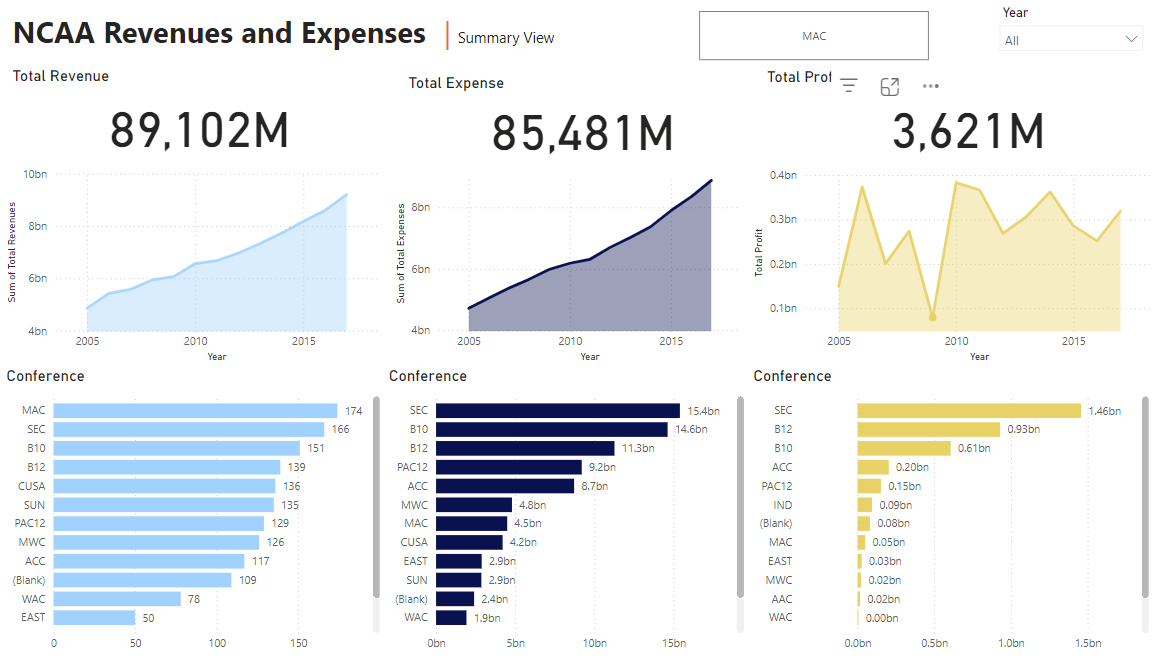 NCAA Revenues and Expenses | Summary View
MAC
Year
All
Total Revenue
Total Expense
Total Prof
89,102M
85,481M
3,621M
Sum of Total Revenues
10bn
8bn
6bn
4bn
2005 2010 2015
Year
Sum of Total Expenses
8bn
6bn
4bn
2005 2010 2015
Year
Total Profit
0.4bn
0.3bn
0.2bn
0.1bn
2005 2010 2015
Year
Conference
MAC 174
SEC 166
B10 151
B12 139
CUSA 136
SUN 135
PAC12 129
MWC 126
ACC 117
(Blank) 109
WAC 78
EAST 50
0 50 100 150
Conference
SEC 15.4bn
B10 14.6bn
B12 11.3bn
PAC12 9.2bn
ACC 8.7bn
MWC 4.8bn
MAC 4.5bn
CUSA 4.2bn
EAST 2.9bn
SUN 2.9bn
(Blank) 2.4bn
WAC 1.9bn
0bn 5bn 10bn 15bn
Conference
SEC 1.46bn
B12 0.93bn
B10 0.61bn
ACC 0.20bn
PAC12 0.15bn
IND 0.09bn
(Blank) 0.08bn
MAC 0.05bn
EAST 0.03bn
MWC 0.02bn
AAC 0.02bn
WAC 0.00bn
0.0bn 0.5bn 1.0bn 1.5bn